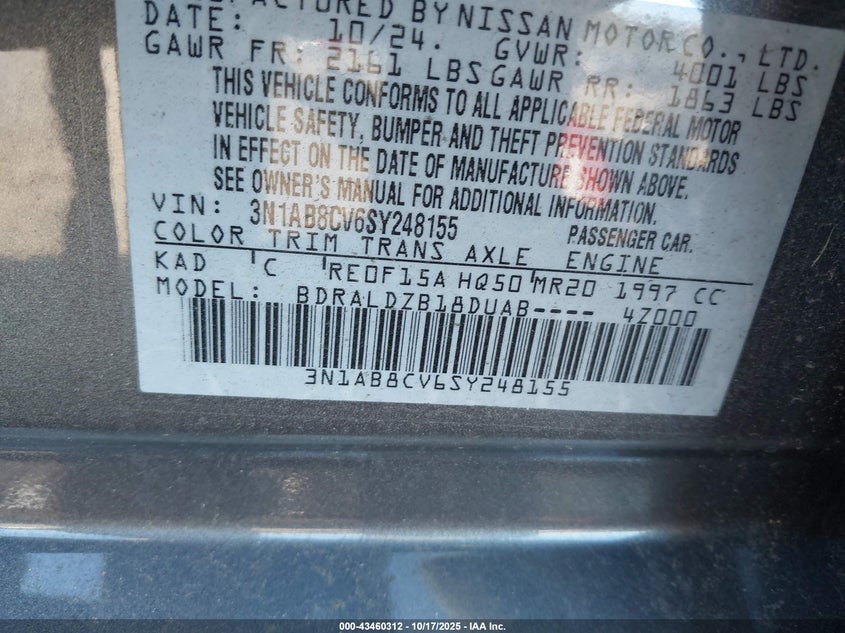 FACTURED BY NISSAN MOTOR CO., LTD.
DATE: 10/24. GVWR: 4001 LBS
GAWR FR: 2161 LBS GAWR RR: 1863 LBS
THIS VEHICLE CONFORMS TO ALL APPLICABLE FEDERAL MOTOR
VEHICLE SAFETY, BUMPER AND THEFT PREVENTION STANDARDS
IN EFFECT ON THE DATE OF MANUFACTURE SHOWN ABOVE.
SEE OWNER'S MANUAL FOR ADDITIONAL INFORMATION.
VIN: 3N1AB8CV6SY248155 PASSENGER CAR.
COLOR TRIM TRANS AXLE ENGINE
KAD C RE0F15A HQ50 MR20 1997 CC
MODEL: BDRALDZB18DUAB---- 4Z000
3N1AB8CV6SY248155
000-43460312 - 10/17/2025 - IAA Inc.